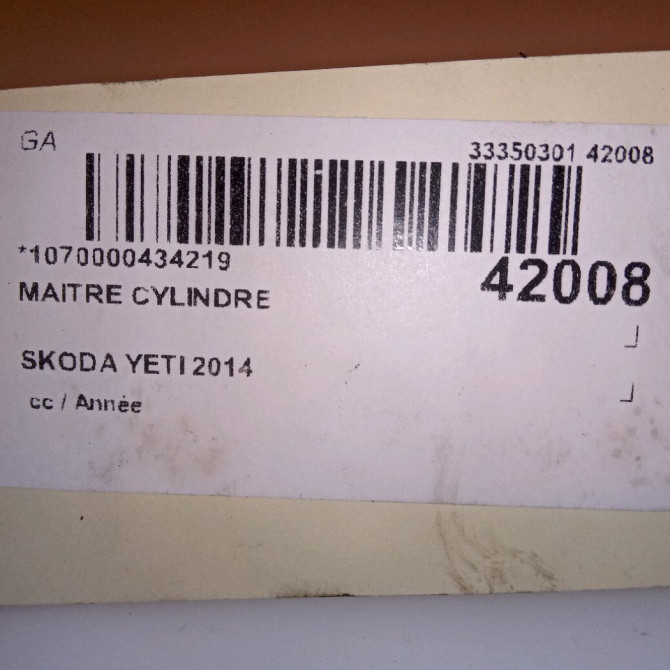 GA
33350301 42008
*1070000434219
42008
MAITRE CYLINDRE
SKODA YETI 2014
cc / Année